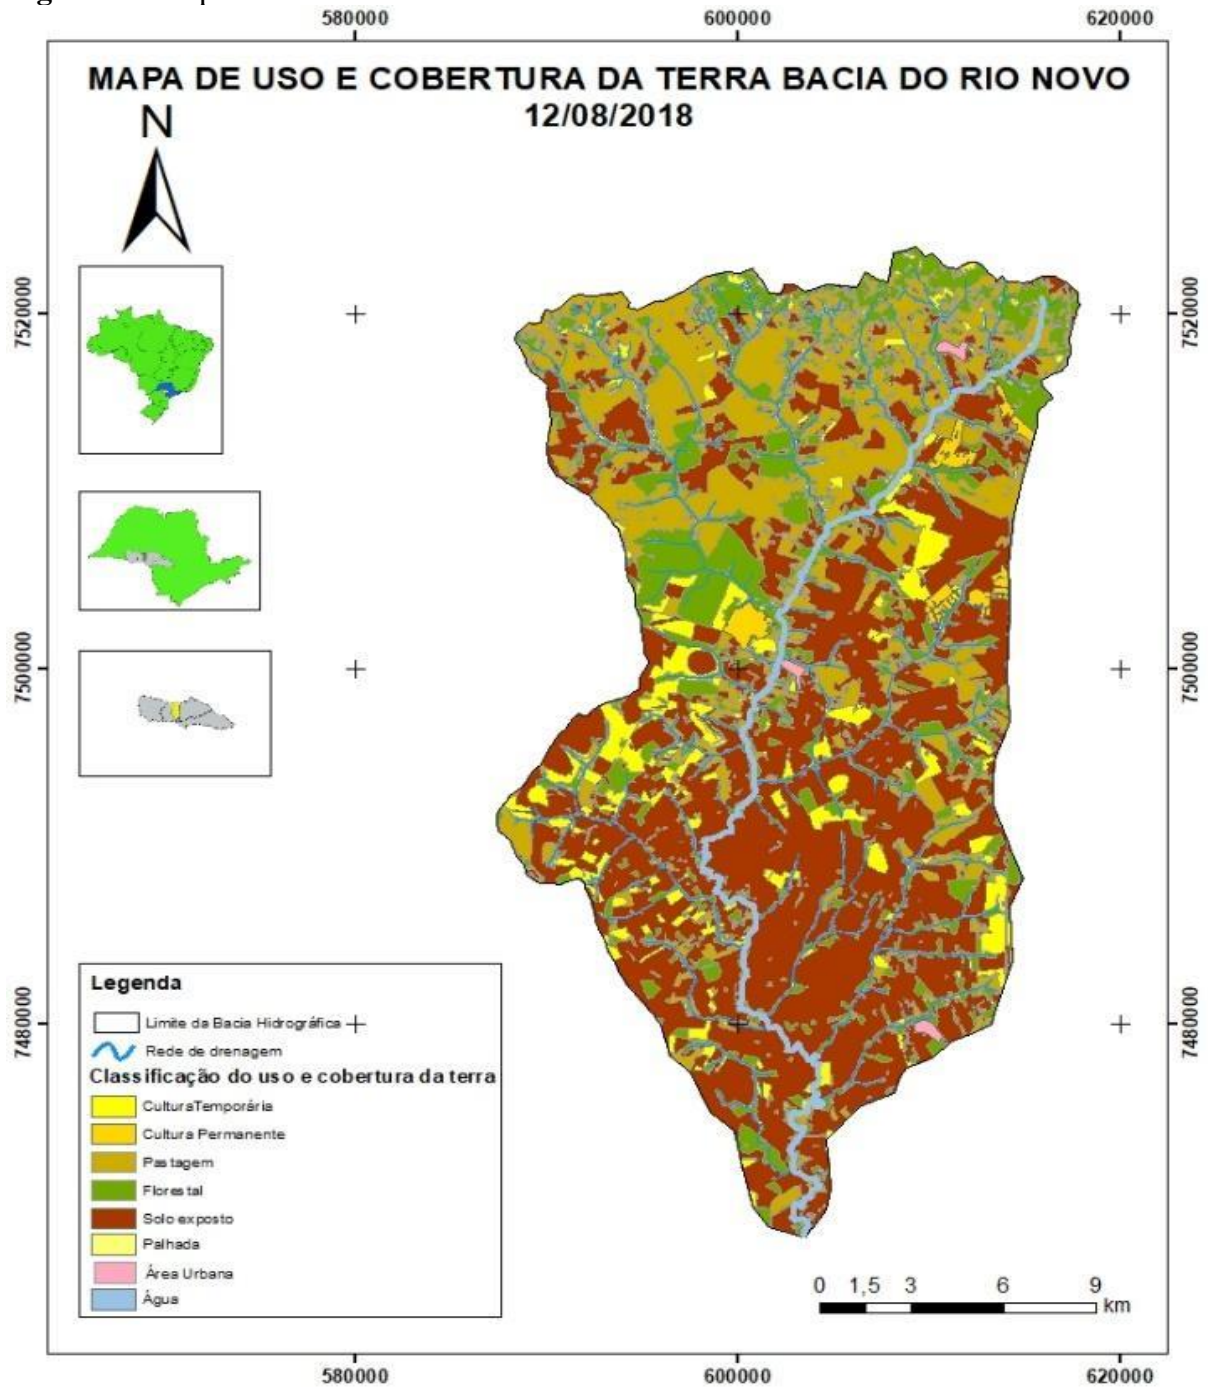 580000
600000
620000
MAPA DE USO E COBERTURA DA TERRA BACIA DO RIO NOVO
12/08/2018
N
7520000
7520000
7500000
7500000
7480000
7480000
Legenda
Limite da Bacia Hidrográfica
Rede de drenagem
Classificação do uso e cobertura da terra
CulturaTemporária
Cultura Permanente
Pastagem
Florestal
Solo exposto
Palhada
Área Urbana
Água
0 1,5 3 6 9
km
580000
600000
620000